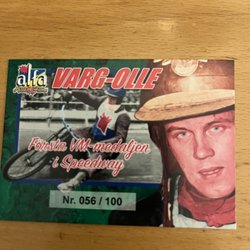 alfa
VARG-OLLE
Första VM-medaljen
i Speedway
Nr. 056 / 100